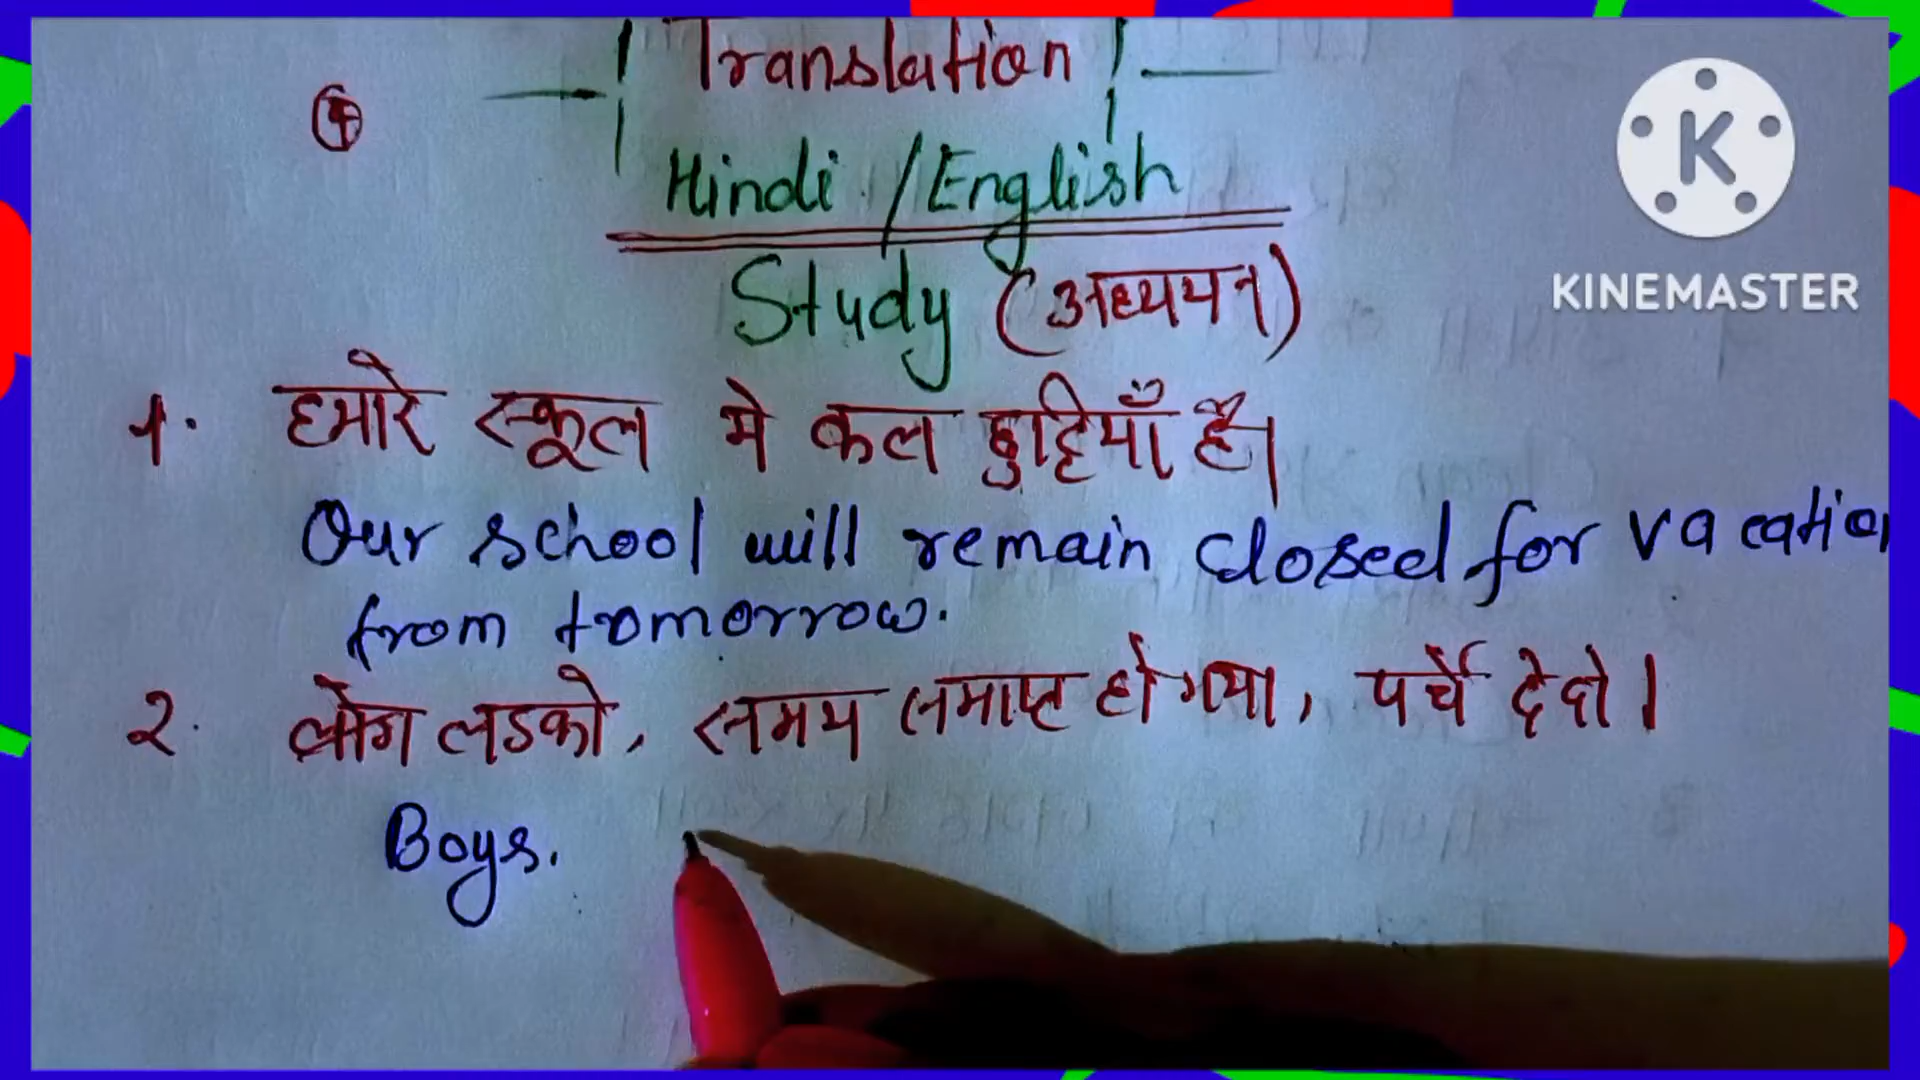 Translation
Hindi / English
Study (अध्ययन)
1. हमारे स्कूल मे कल छुट्टियाँ है।
Our school will remain closed for vacation
from tomorrow.
2. लडको, समय समाप्त हो गया, पर्चे देदो।
Boys.
K
KINEMASTER